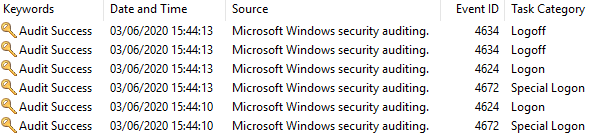 Keywords Date and Time Source Event ID Task Category
Audit Success 03/06/2020 15:44:13 Microsoft Windows security auditing. 4634 Logoff
Audit Success 03/06/2020 15:44:13 Microsoft Windows security auditing. 4634 Logoff
Audit Success 03/06/2020 15:44:13 Microsoft Windows security auditing. 4624 Logon
Audit Success 03/06/2020 15:44:13 Microsoft Windows security auditing. 4672 Special Logon
Audit Success 03/06/2020 15:44:10 Microsoft Windows security auditing. 4624 Logon
Audit Success 03/06/2020 15:44:10 Microsoft Windows security auditing. 4672 Special Logon